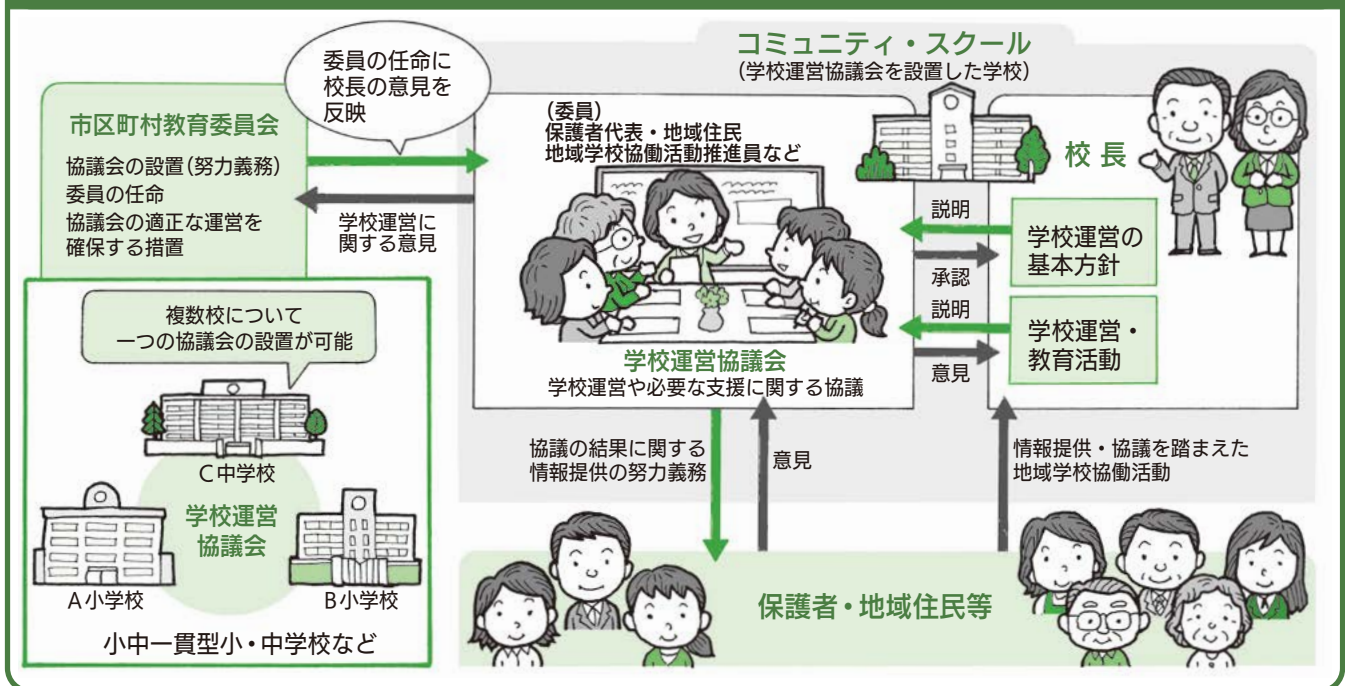 コミュニティ・スクール
(学校運営協議会を設置した学校)
委員の任命に
校長の意見を
反映
市区町村教育委員会
協議会の設置(努力義務)
委員の任命
協議会の適正な運営を
確保する措置
学校運営に
関する意見
(委員)
保護者代表・地域住民
地域学校協働活動推進員など
学校運営協議会
学校運営や必要な支援に関する協議
校長
説明
承認
学校運営の
基本方針
説明
意見
学校運営・
教育活動
複数校について
一つの協議会の設置が可能
C中学校
学校運営
協議会
A小学校
B小学校
小中一貫型小・中学校など
協議の結果に関する
情報提供の努力義務
意見
情報提供・協議を踏まえた
地域学校協働活動
保護者・地域住民等